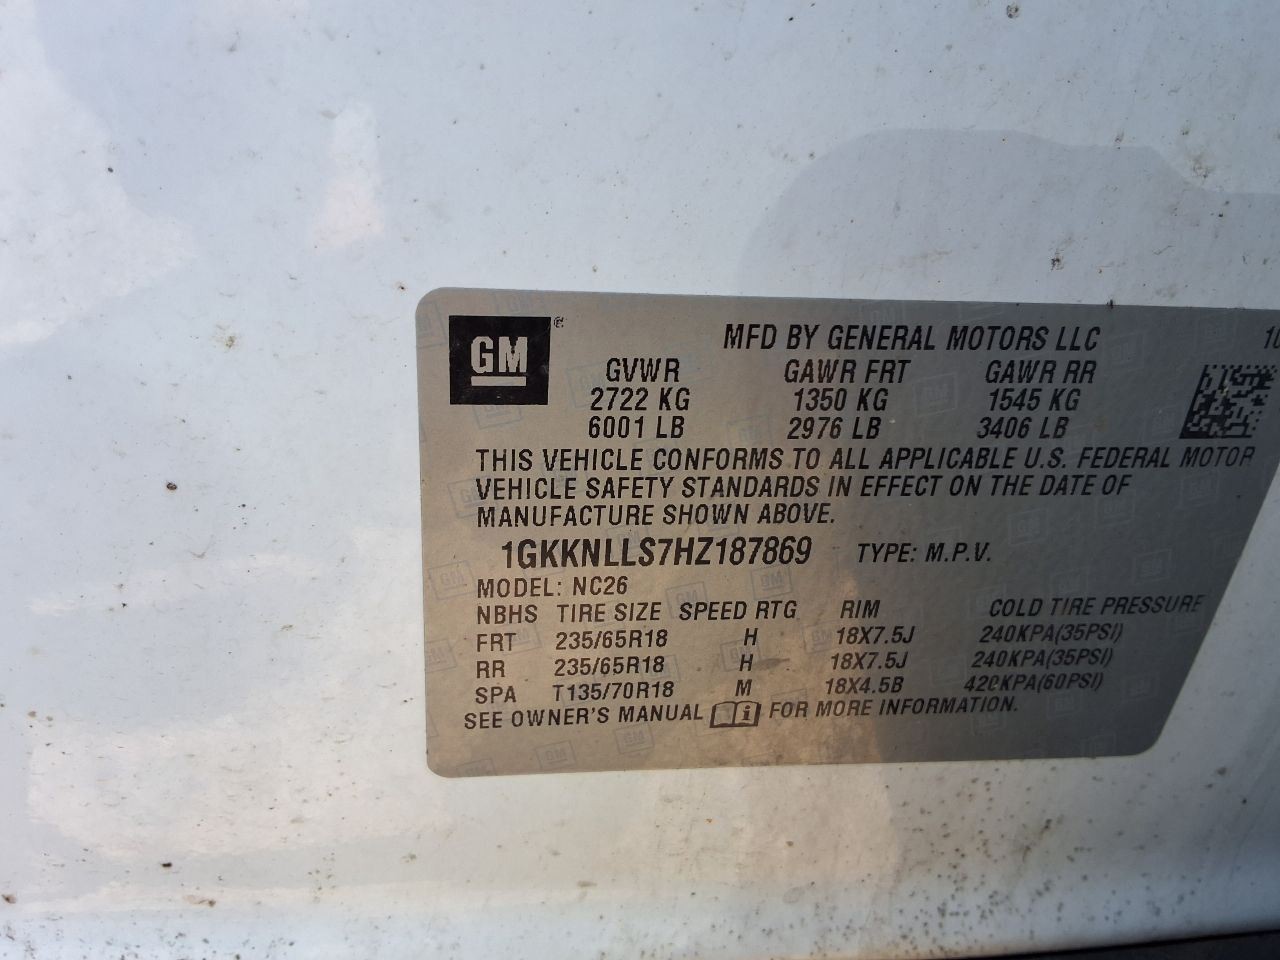 GM ®
MFD BY GENERAL MOTORS LLC 10
GVWR GAWR FRT GAWR RR
2722 KG 1350 KG 1545 KG
6001 LB 2976 LB 3406 LB
THIS VEHICLE CONFORMS TO ALL APPLICABLE U.S. FEDERAL MOTOR
VEHICLE SAFETY STANDARDS IN EFFECT ON THE DATE OF
MANUFACTURE SHOWN ABOVE.
1GKKNLLS7HZ187869 TYPE: M.P.V.
MODEL: NC26
NBHS TIRE SIZE SPEED RTG RIM COLD TIRE PRESSURE
FRT 235/65R18 H 18X7.5J 240KPA(35PSI)
RR 235/65R18 H 18X7.5J 240KPA(35PSI)
SPA T135/70R18 M 18X4.5B 420KPA(60PSI)
SEE OWNER'S MANUAL i FOR MORE INFORMATION.